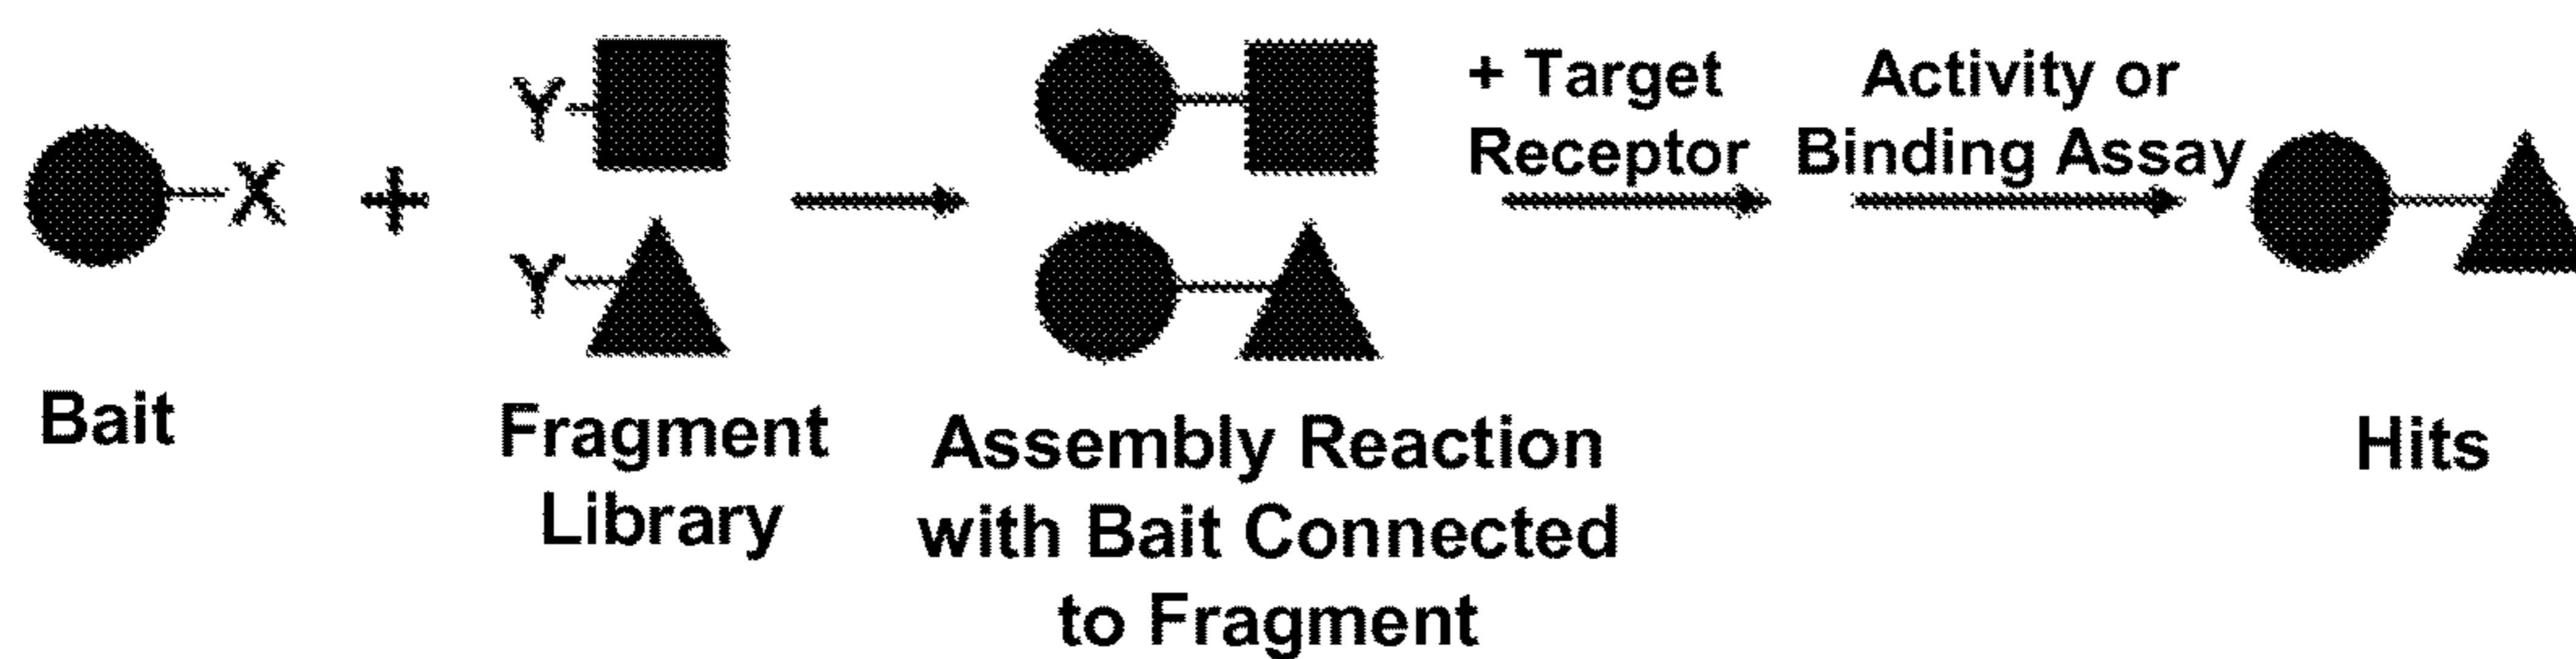 X
+
Y
Y
Bait
Fragment
Library
Assembly Reaction
with Bait Connected
to Fragment
+ Target
Receptor
Activity or
Binding Assay
Hits